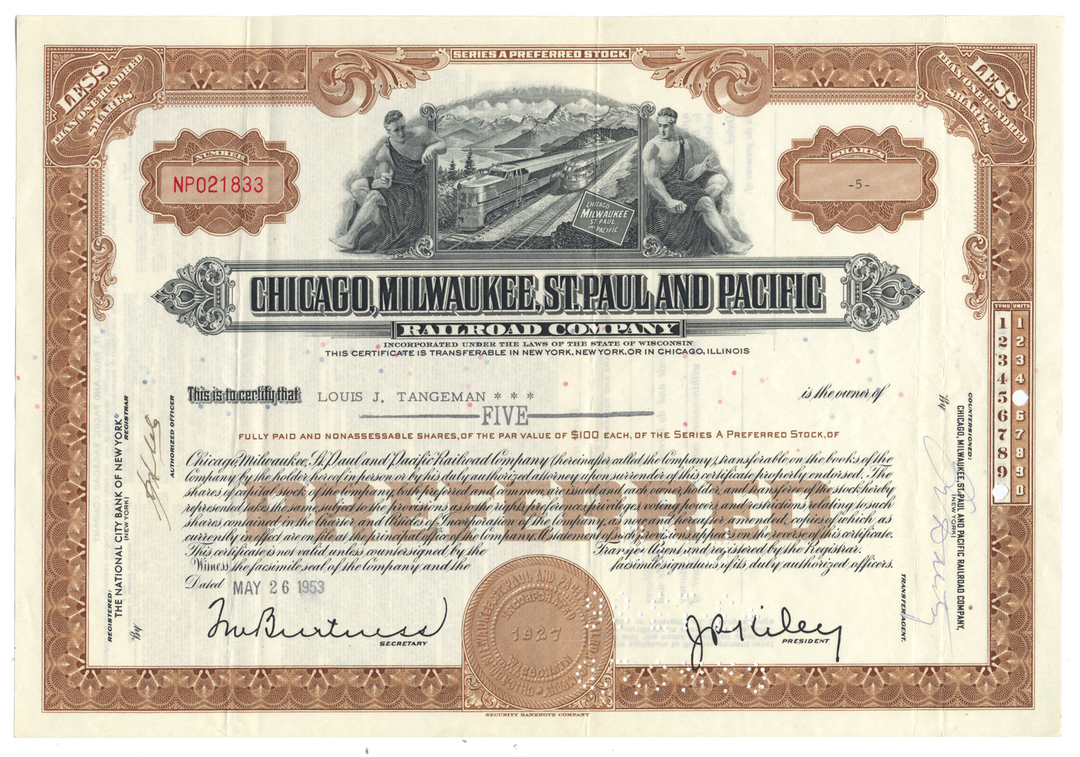 SERIES A PREFERRED STOCK
LESS
THAN ONE HUNDRED
SHARES
LESS
THAN ONE HUNDRED
SHARES
NUMBER
NP021833
SHARES
-5-
CHICAGO
MILWAUKEE
ST. PAUL
AND
PACIFIC
CHICAGO, MILWAUKEE, ST. PAUL AND PACIFIC
RAILROAD COMPANY
INCORPORATED UNDER THE LAWS OF THE STATE OF WISCONSIN
THIS CERTIFICATE IS TRANSFERABLE IN NEW YORK, NEW YORK, OR IN CHICAGO, ILLINOIS
This is to certify that LOUIS J. TANGEMAN * * * is the owner of
FIVE
FULLY PAID AND NONASSESSABLE SHARES, OF THE PAR VALUE OF $100 EACH, OF THE SERIES A PREFERRED STOCK, OF
Chicago, Milwaukee, St. Paul and Pacific Railroad Company (hereinafter called the Company), transferable on the books of the
Company by the holder hereof in person or by his duly authorized attorney upon surrender of this certificate properly endorsed. The
shares of capital stock of the company, both preferred and common, are issued, and each owner, holder, and transferee of the stock hereby
represented takes the same, subject to the provisions as to the rights, preferences, privileges, voting powers, and restrictions relating to such
shares contained in the charter and Articles of Incorporation of the Company, as now and hereafter amended, copies of which as
currently in effect are on file at the principal office of the Company. A statement of such provisions appears on the reverse of this certificate.
This certificate is not valid unless countersigned by the Transfer Agent and registered by the Registrar.
Witness the facsimile seal of the Company and the facsimile signatures of its duly authorized officers.
Dated MAY 26 1953
SECRETARY
J P Kiley
PRESIDENT
1927
WISCONSIN
SECURITY BANKNOTE COMPANY
REGISTERED:
THE NATIONAL CITY BANK OF NEW YORK
(NEW YORK)
REGISTRAR
By
AUTHORIZED OFFICER
COUNTERSIGNED:
CHICAGO, MILWAUKEE, ST. PAUL AND PACIFIC RAILROAD COMPANY,
(NEW YORK)
By
TRANSFER AGENT.
TENS UNITS
1 1
2 2
3 3
4 4
5
6 6
7 7
8 8
9 9
0